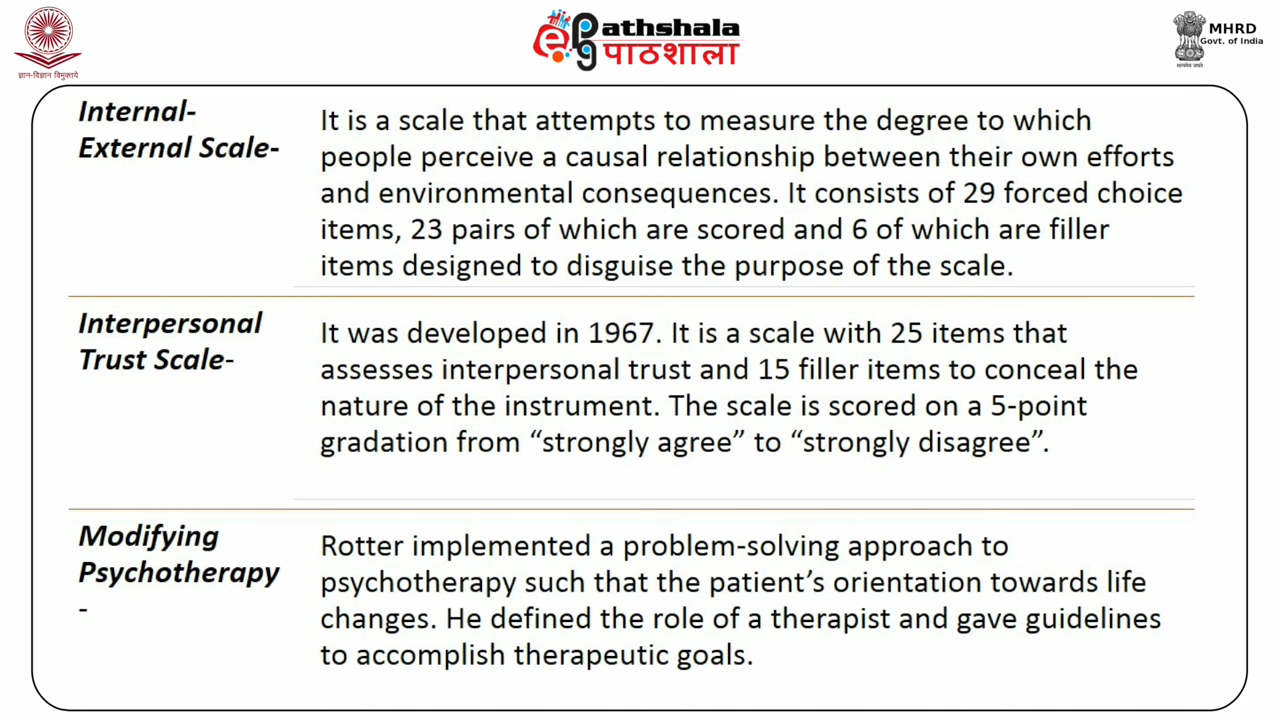 ज्ञान-विज्ञान विमुक्तये
epg
athshala
पाठशाला
MHRD
Govt. of India
सत्यमेव जयते
Internal-
External Scale-
It is a scale that attempts to measure the degree to which
people perceive a causal relationship between their own efforts
and environmental consequences. It consists of 29 forced choice
items, 23 pairs of which are scored and 6 of which are filler
items designed to disguise the purpose of the scale.
Interpersonal
Trust Scale-
It was developed in 1967. It is a scale with 25 items that
assesses interpersonal trust and 15 filler items to conceal the
nature of the instrument. The scale is scored on a 5-point
gradation from “strongly agree” to “strongly disagree”.
Modifying
Psychotherapy
-
Rotter implemented a problem-solving approach to
psychotherapy such that the patient’s orientation towards life
changes. He defined the role of a therapist and gave guidelines
to accomplish therapeutic goals.